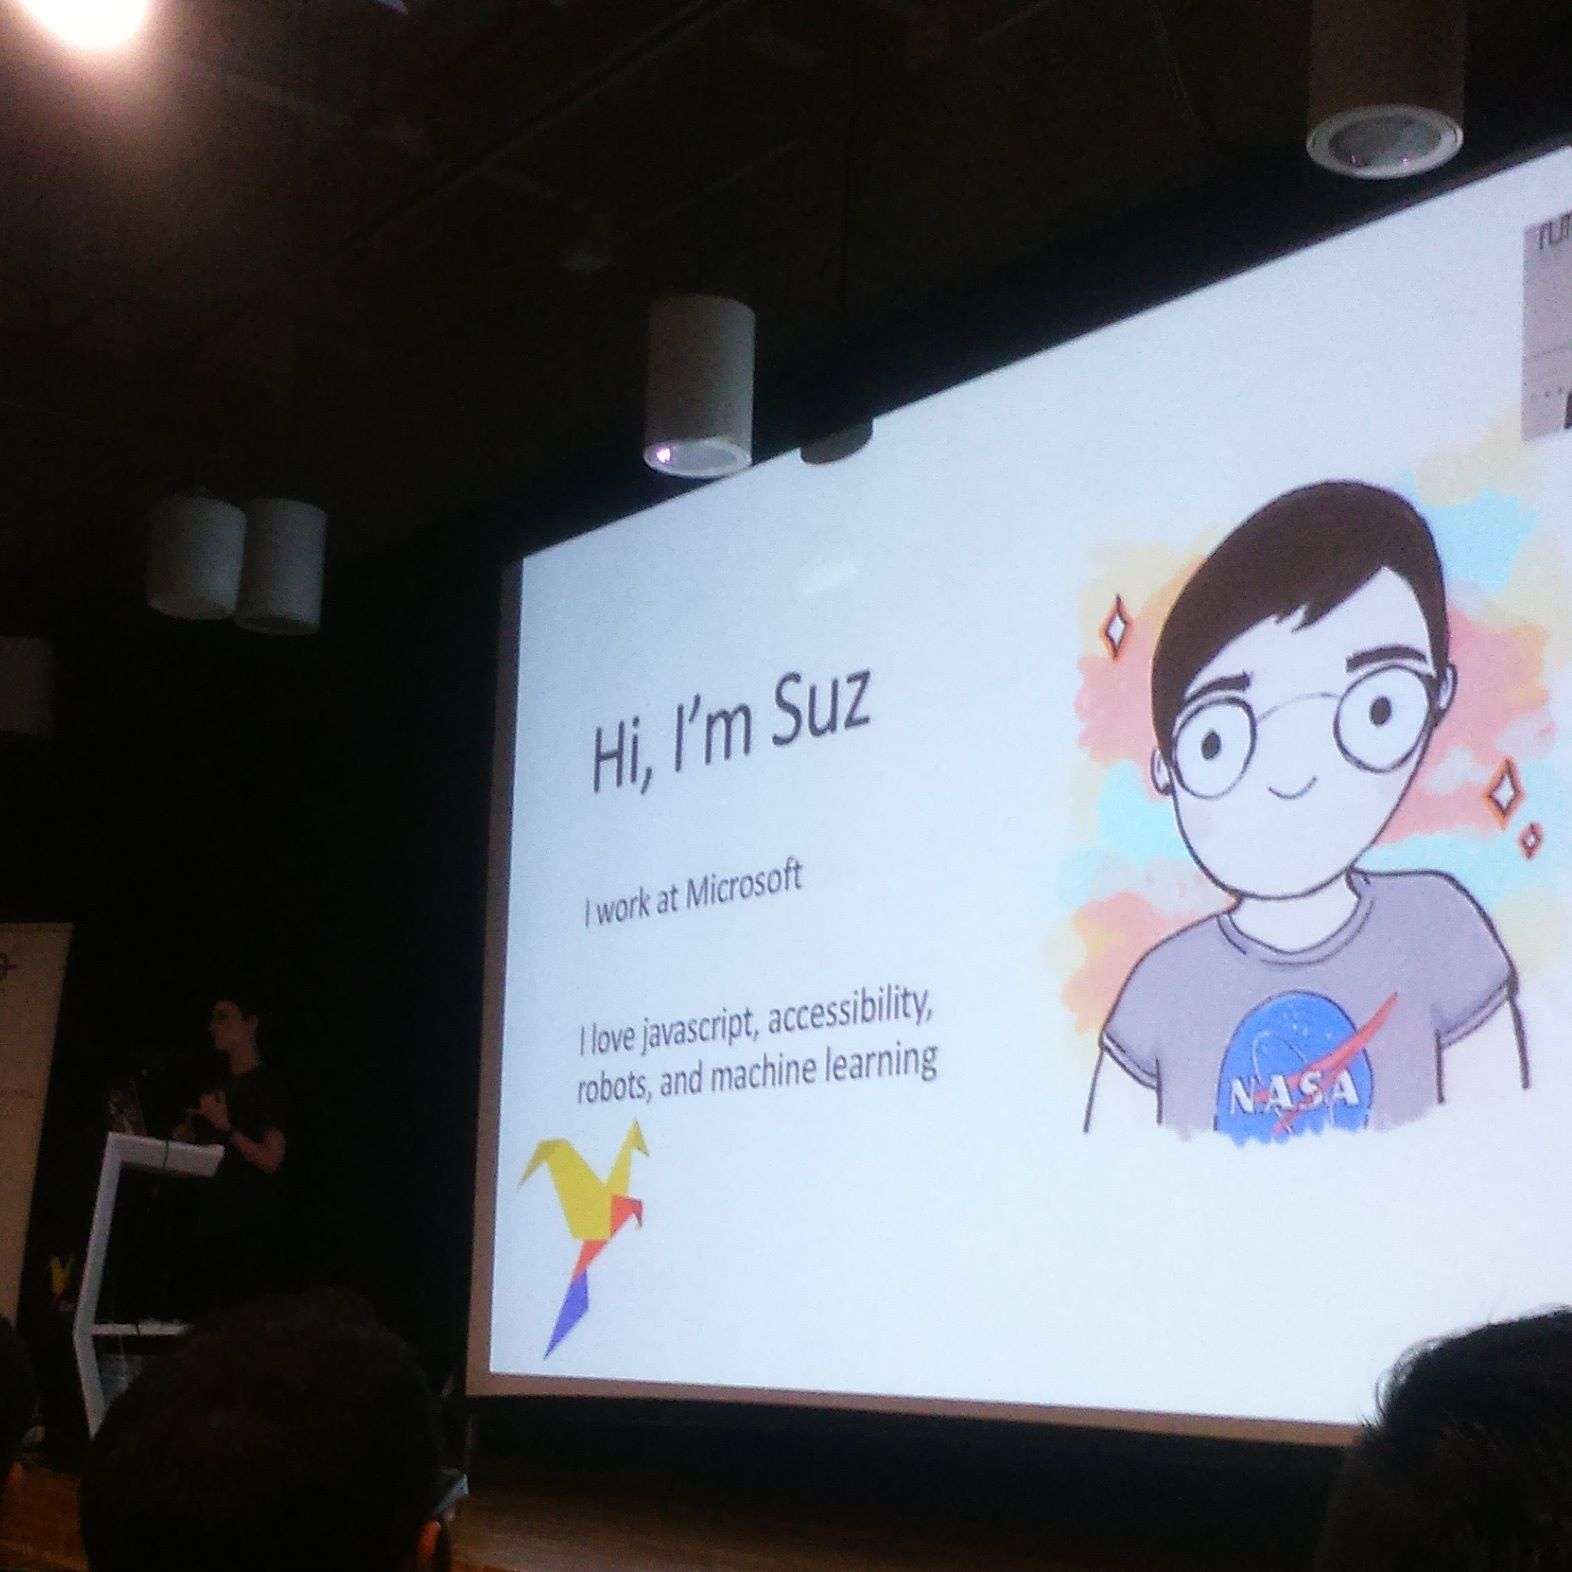 Hi, I'm Suz
I work at Microsoft
I love javascript, accessibility,
robots, and machine learning
NASA